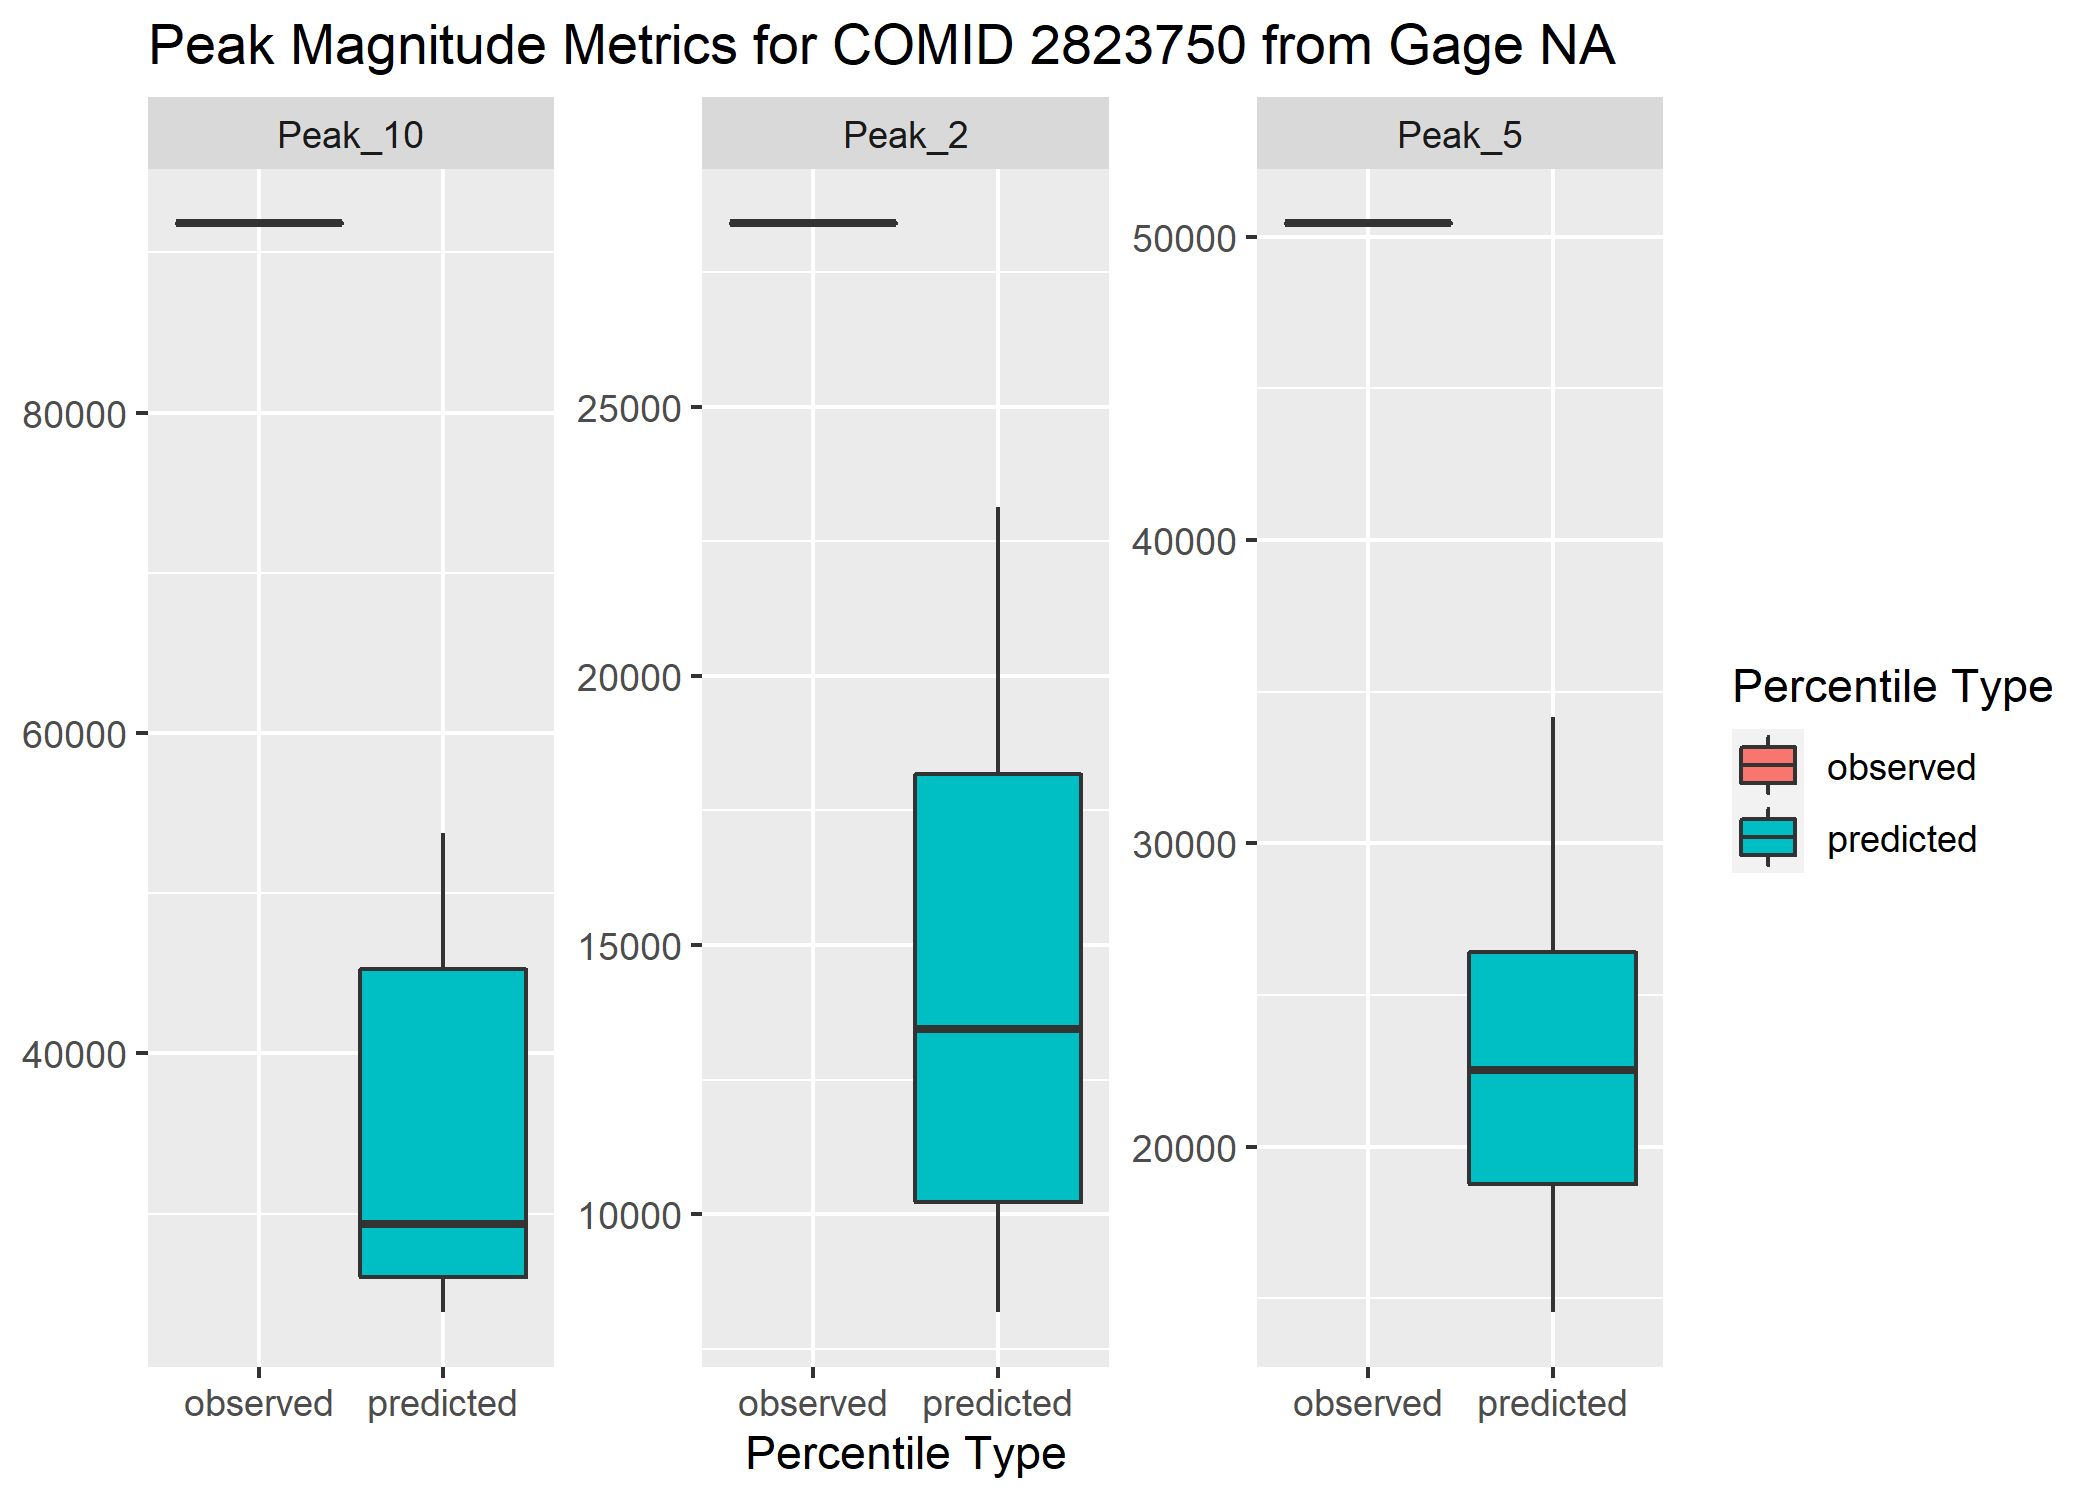 Peak Magnitude Metrics for COMID 2823750 from Gage NA
Peak_10
Peak_2
Peak_5
80000
60000
40000
25000
20000
15000
10000
50000
40000
30000
20000
observed predicted
observed predicted
observed predicted
Percentile Type
Percentile Type
observed
predicted